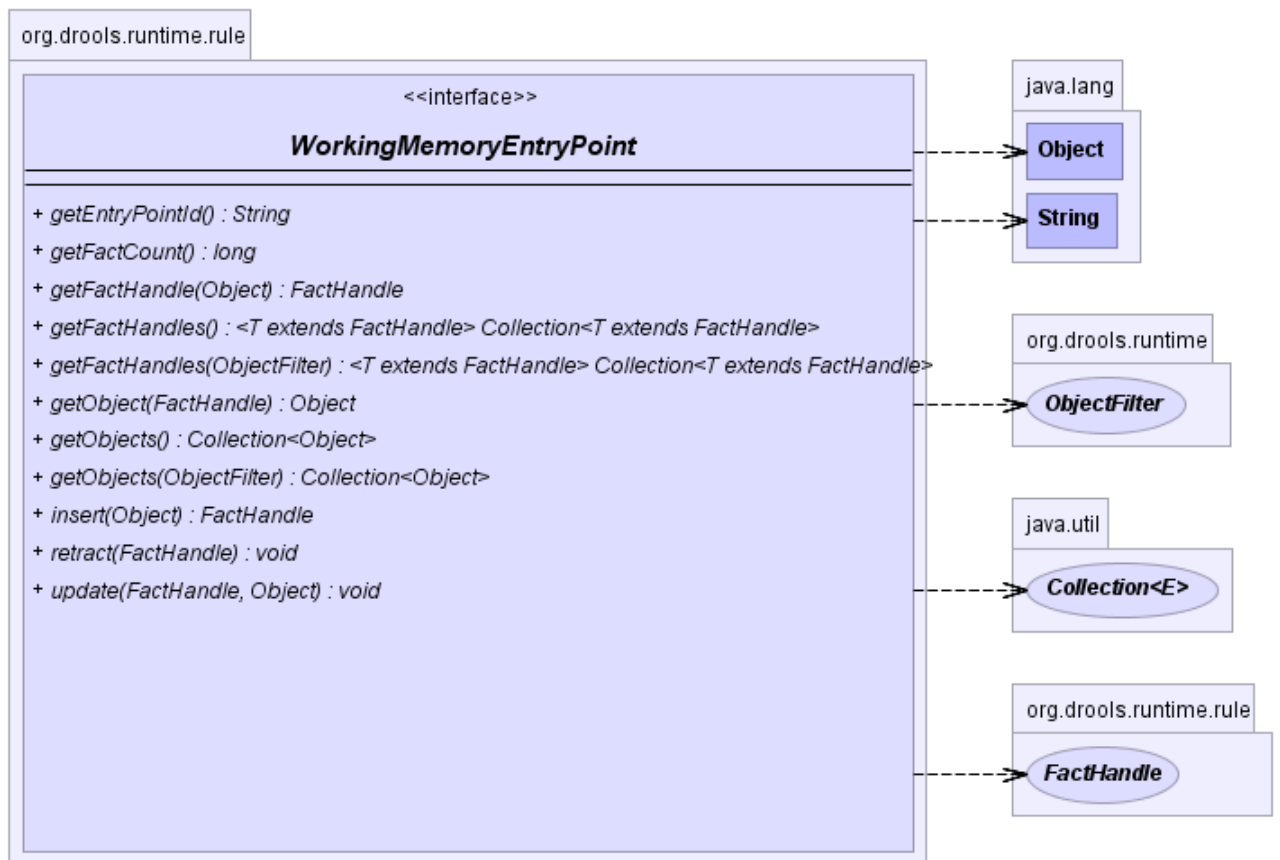 org.drools.runtime.rule
<<interface>>
WorkingMemoryEntryPoint
+ getEntryPointId() : String
+ getFactCount() : long
+ getFactHandle(Object) : FactHandle
+ getFactHandles() : <T extends FactHandle> Collection<T extends FactHandle>
+ getFactHandles(ObjectFilter) : <T extends FactHandle> Collection<T extends FactHandle>
+ getObject(FactHandle) : Object
+ getObjects() : Collection<Object>
+ getObjects(ObjectFilter) : Collection<Object>
+ insert(Object) : FactHandle
+ retract(FactHandle) : void
+ update(FactHandle, Object) : void
java.lang
Object
String
org.drools.runtime
ObjectFilter
java.util
Collection<E>
org.drools.runtime.rule
FactHandle